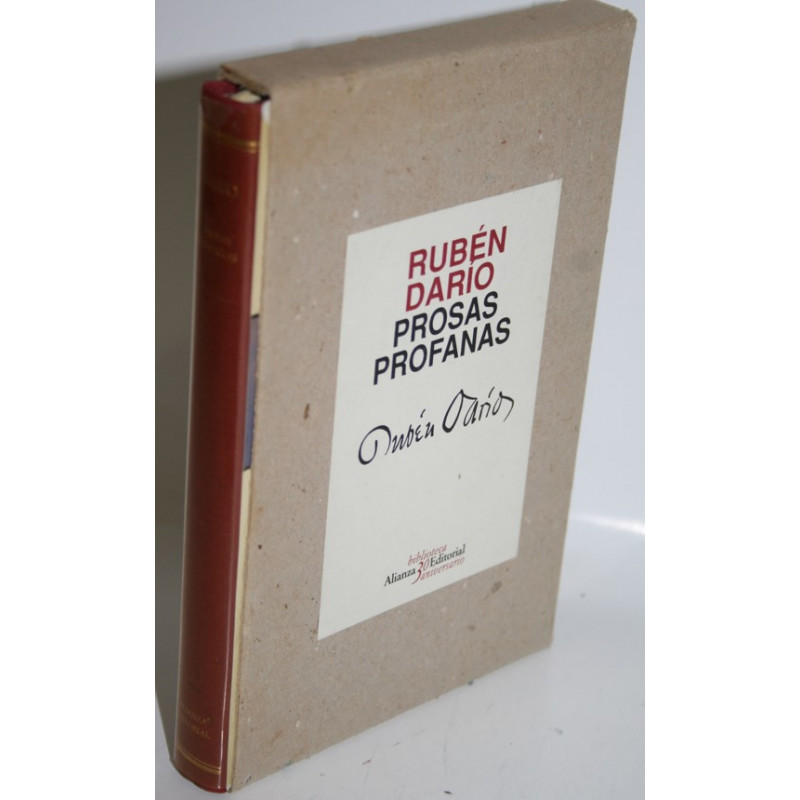 RUBÉN
DARÍO
PROSAS
PROFANAS
Rubén Darío
biblioteca
Alianza 30 Editorial
aniversario